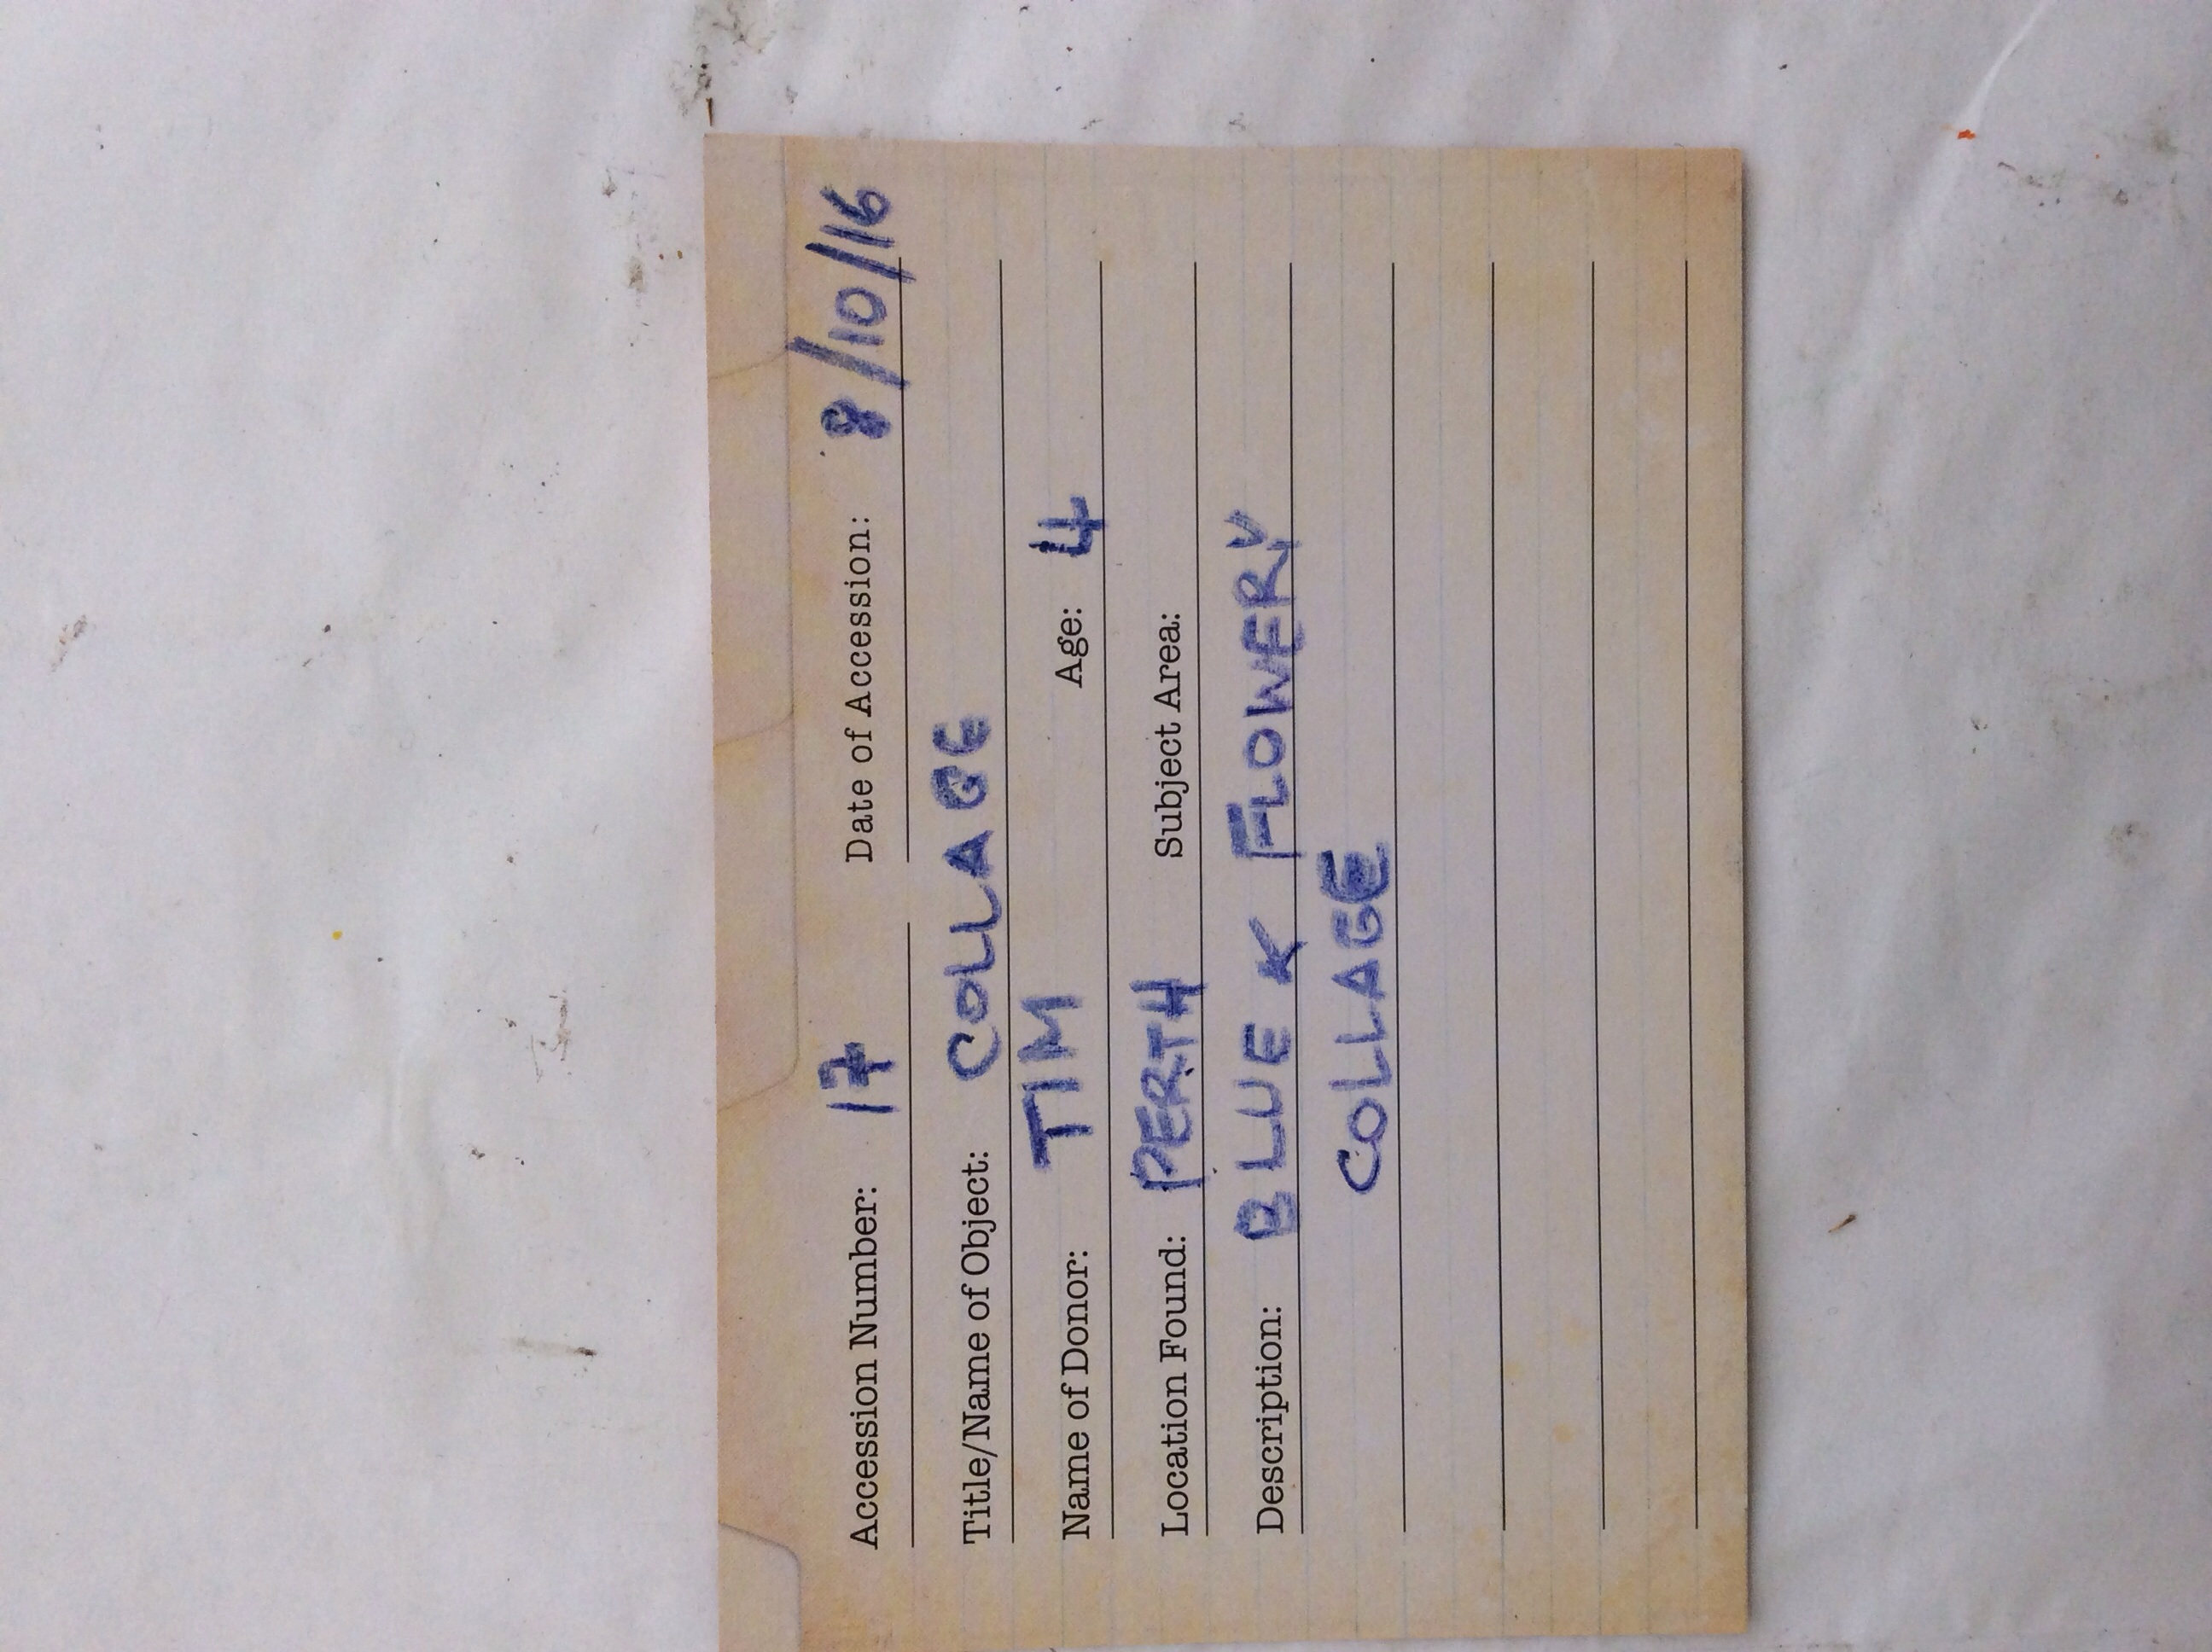 Accession Number: 17 Date of Accession: 8/10/16
Title/Name of Object: COLLAGE
Name of Donor: TIM Age: 4
Location Found: PERTH Subject Area:
Description: BLUE K FLOWERY
COLLAGE